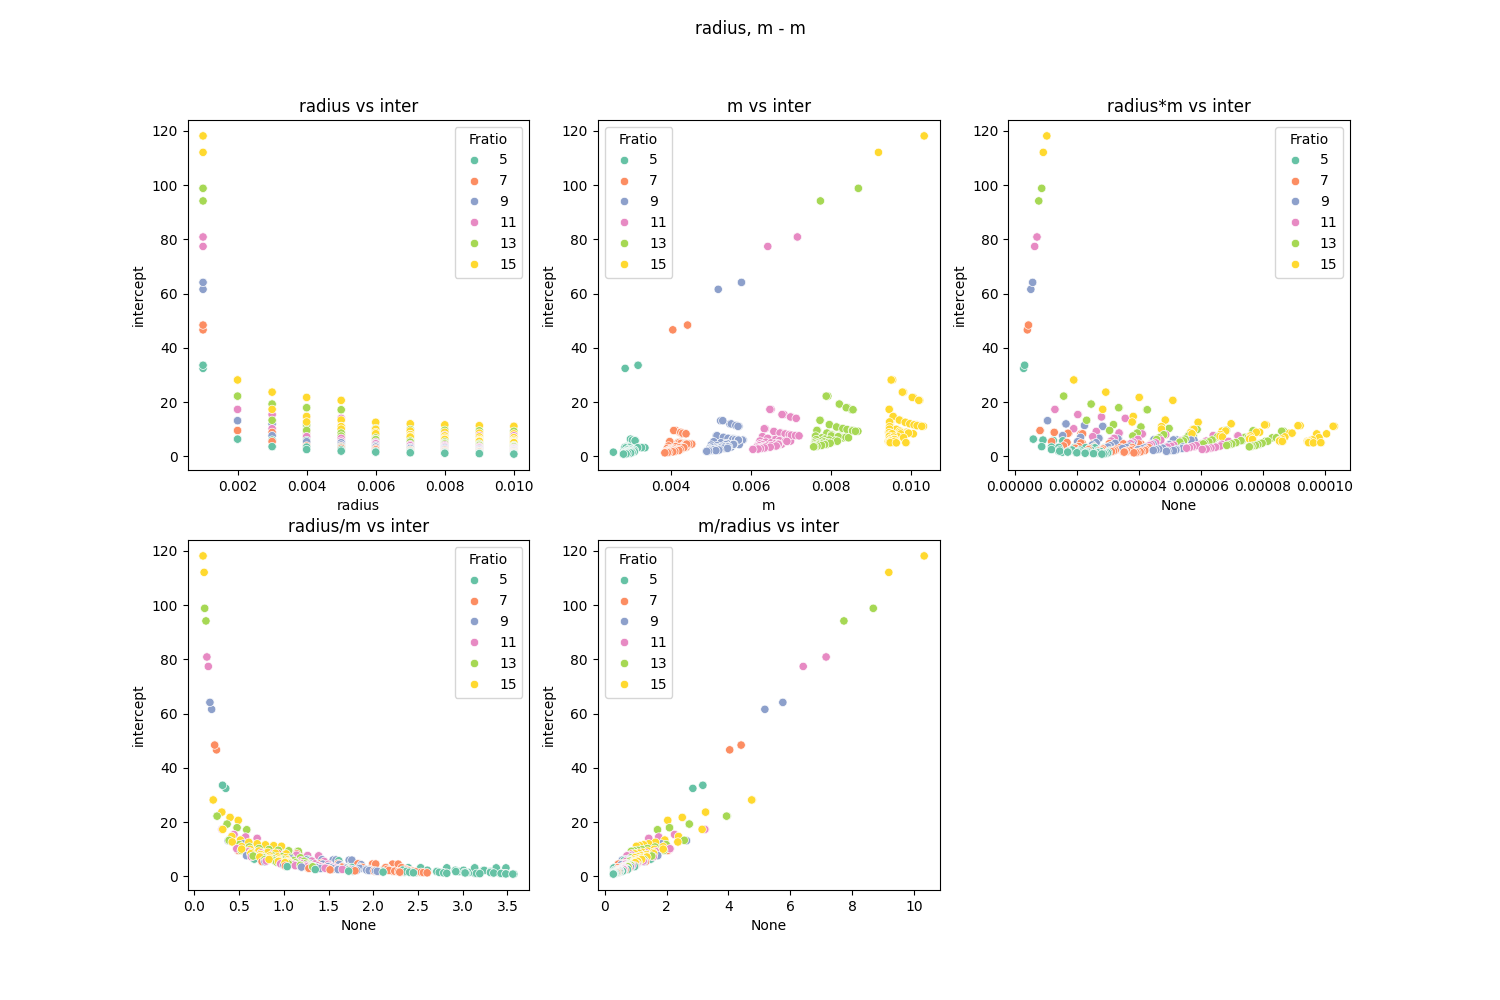 radius, m - m
radius vs inter
120
100
80
60
40
20
0
intercept
Fratio
5
7
9
11
13
15
0.002 0.004 0.006 0.008 0.010
radius
m vs inter
120
100
80
60
40
20
0
intercept
Fratio
5
7
9
11
13
15
0.004 0.006 0.008 0.010
m
radius*m vs inter
120
100
80
60
40
20
0
intercept
Fratio
5
7
9
11
13
15
0.00000 0.00002 0.00004 0.00006 0.00008 0.00010
None
radius/m vs inter
120
100
80
60
40
20
0
intercept
Fratio
5
7
9
11
13
15
0.0 0.5 1.0 1.5 2.0 2.5 3.0 3.5
None
m/radius vs inter
120
100
80
60
40
20
0
intercept
Fratio
5
7
9
11
13
15
0 2 4 6 8 10
None